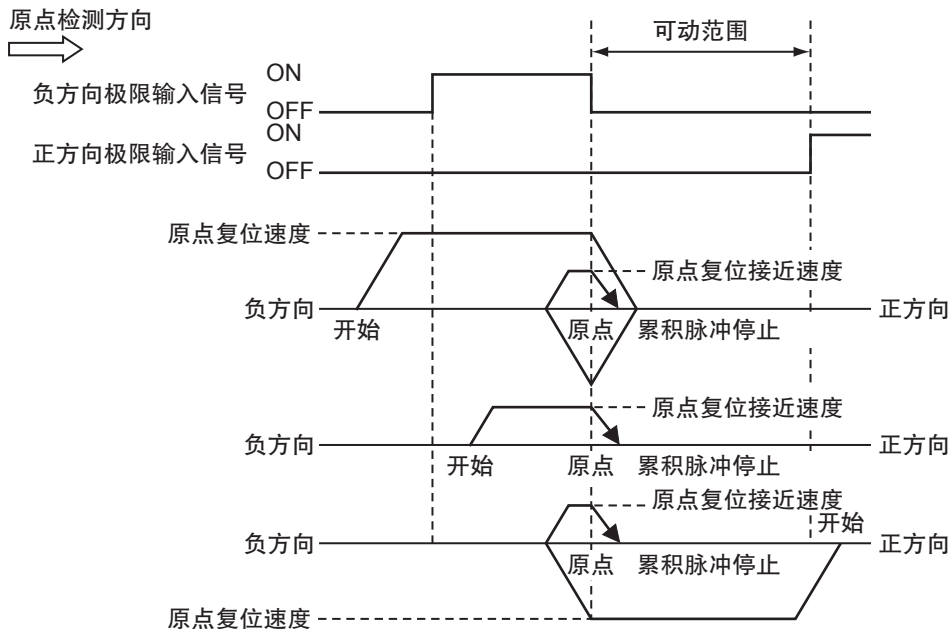 原点检测方向
可动范围
ON
负方向极限输入信号
OFF
ON
正方向极限输入信号
OFF
原点复位速度
原点复位接近速度
负方向
正方向
开始
原点
累积脉冲停止
原点复位接近速度
负方向
正方向
开始
原点
累积脉冲停止
原点复位接近速度
开始
负方向
正方向
原点
累积脉冲停止
原点复位速度